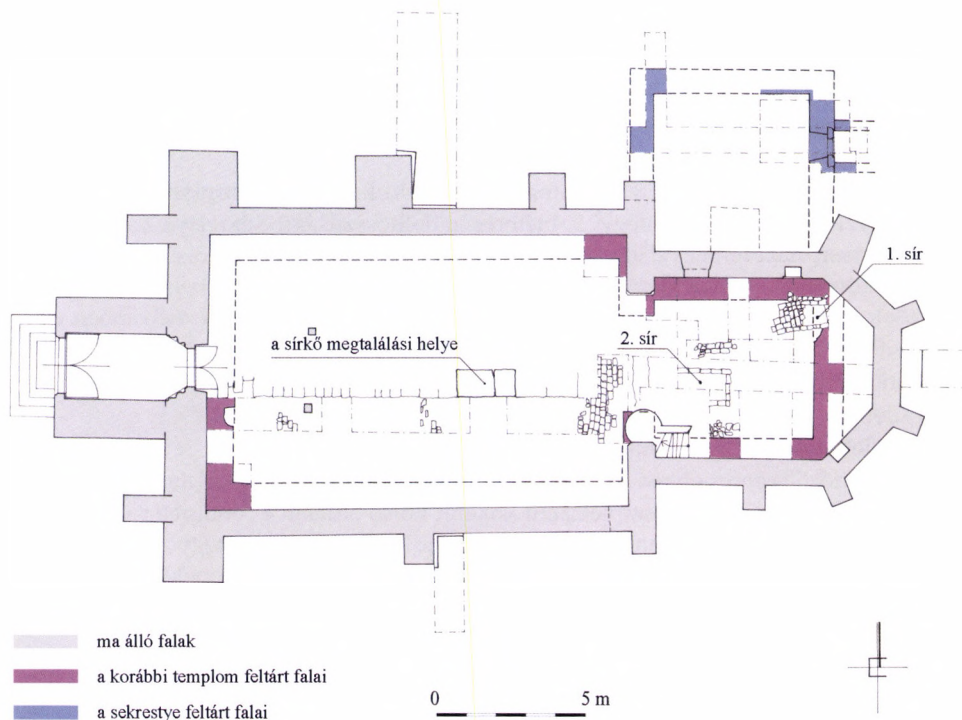 1. sír
a sírkő megtalálási helye
2. sír
ma álló falak
a korábbi templom feltárt falai
a sekrestye feltárt falai
0 5 m